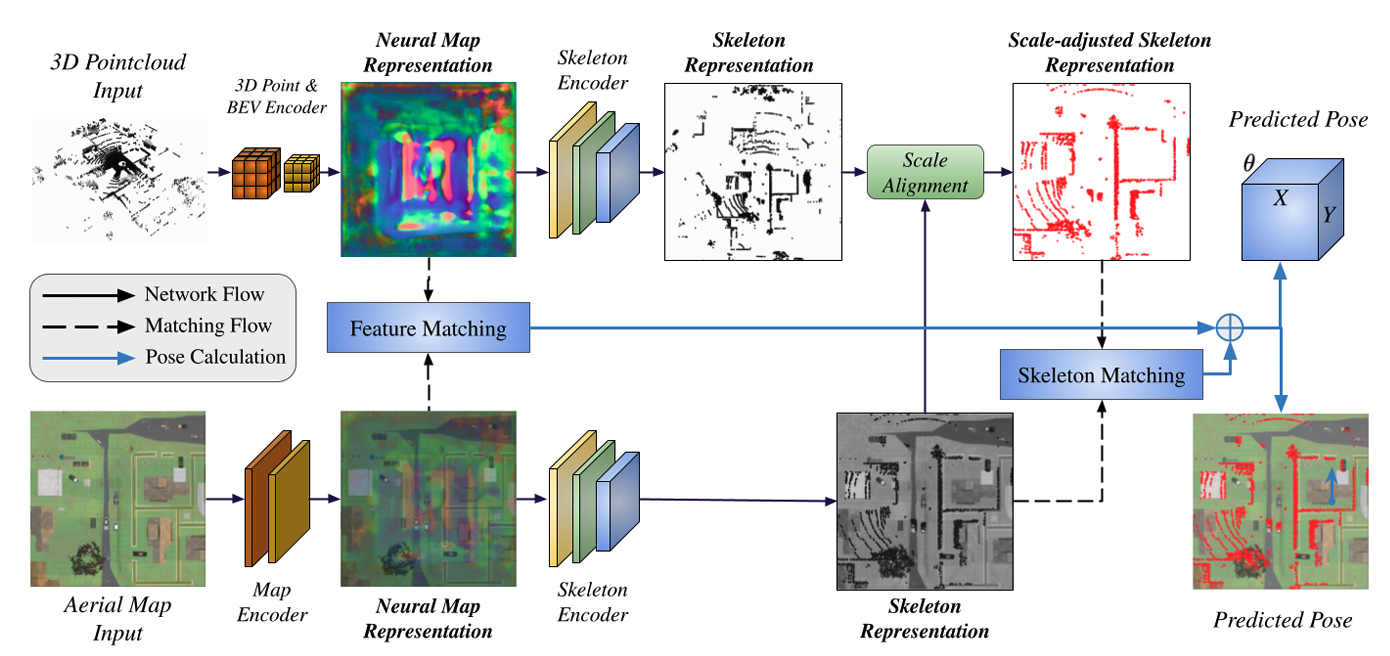 3D Pointcloud
Input
3D Point &
BEV Encoder
Neural Map
Representation
Skeleton
Encoder
Skeleton
Representation
Scale
Alignment
Scale-adjusted Skeleton
Representation
Predicted Pose
θ
X
Y
Network Flow
Matching Flow
Pose Calculation
Feature Matching
Skeleton Matching
Aerial Map
Input
Map
Encoder
Neural Map
Representation
Skeleton
Encoder
Skeleton
Representation
Predicted Pose